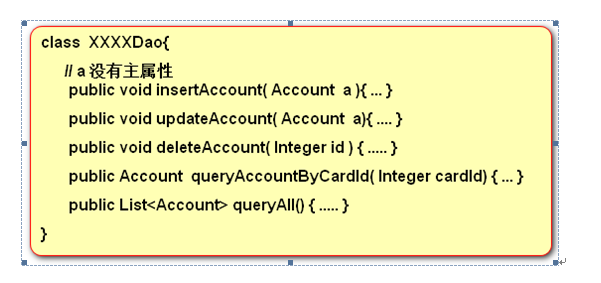 class XXXXDao{
// a 没有主属性
public void insertAccount( Account a ){ ... }
public void updateAccount( Account a){ .... }
public void deleteAccount( Integer id ) { ..... }
public Account queryAccountByCardId( Integer cardId) { ... }
public List<Account> queryAll() { ..... }
}